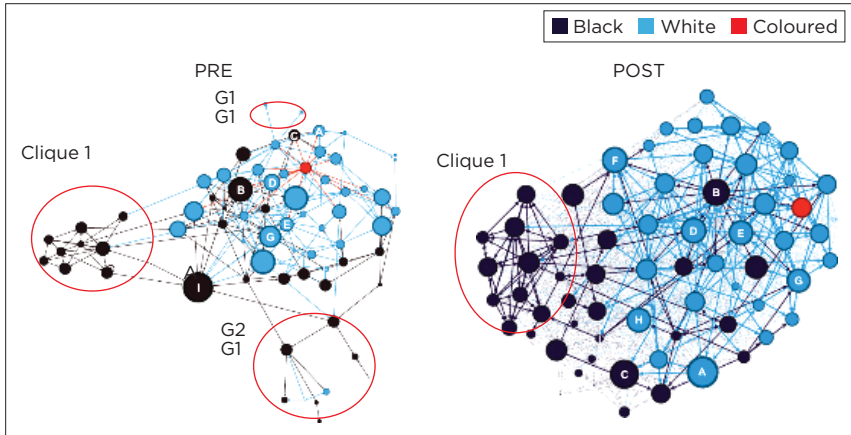 Black White Coloured
PRE
POST
G1
G1
Clique 1
Clique 1
C
A
B
D
E
G
I
G2
G1
F
B
D
E
G
H
C
A